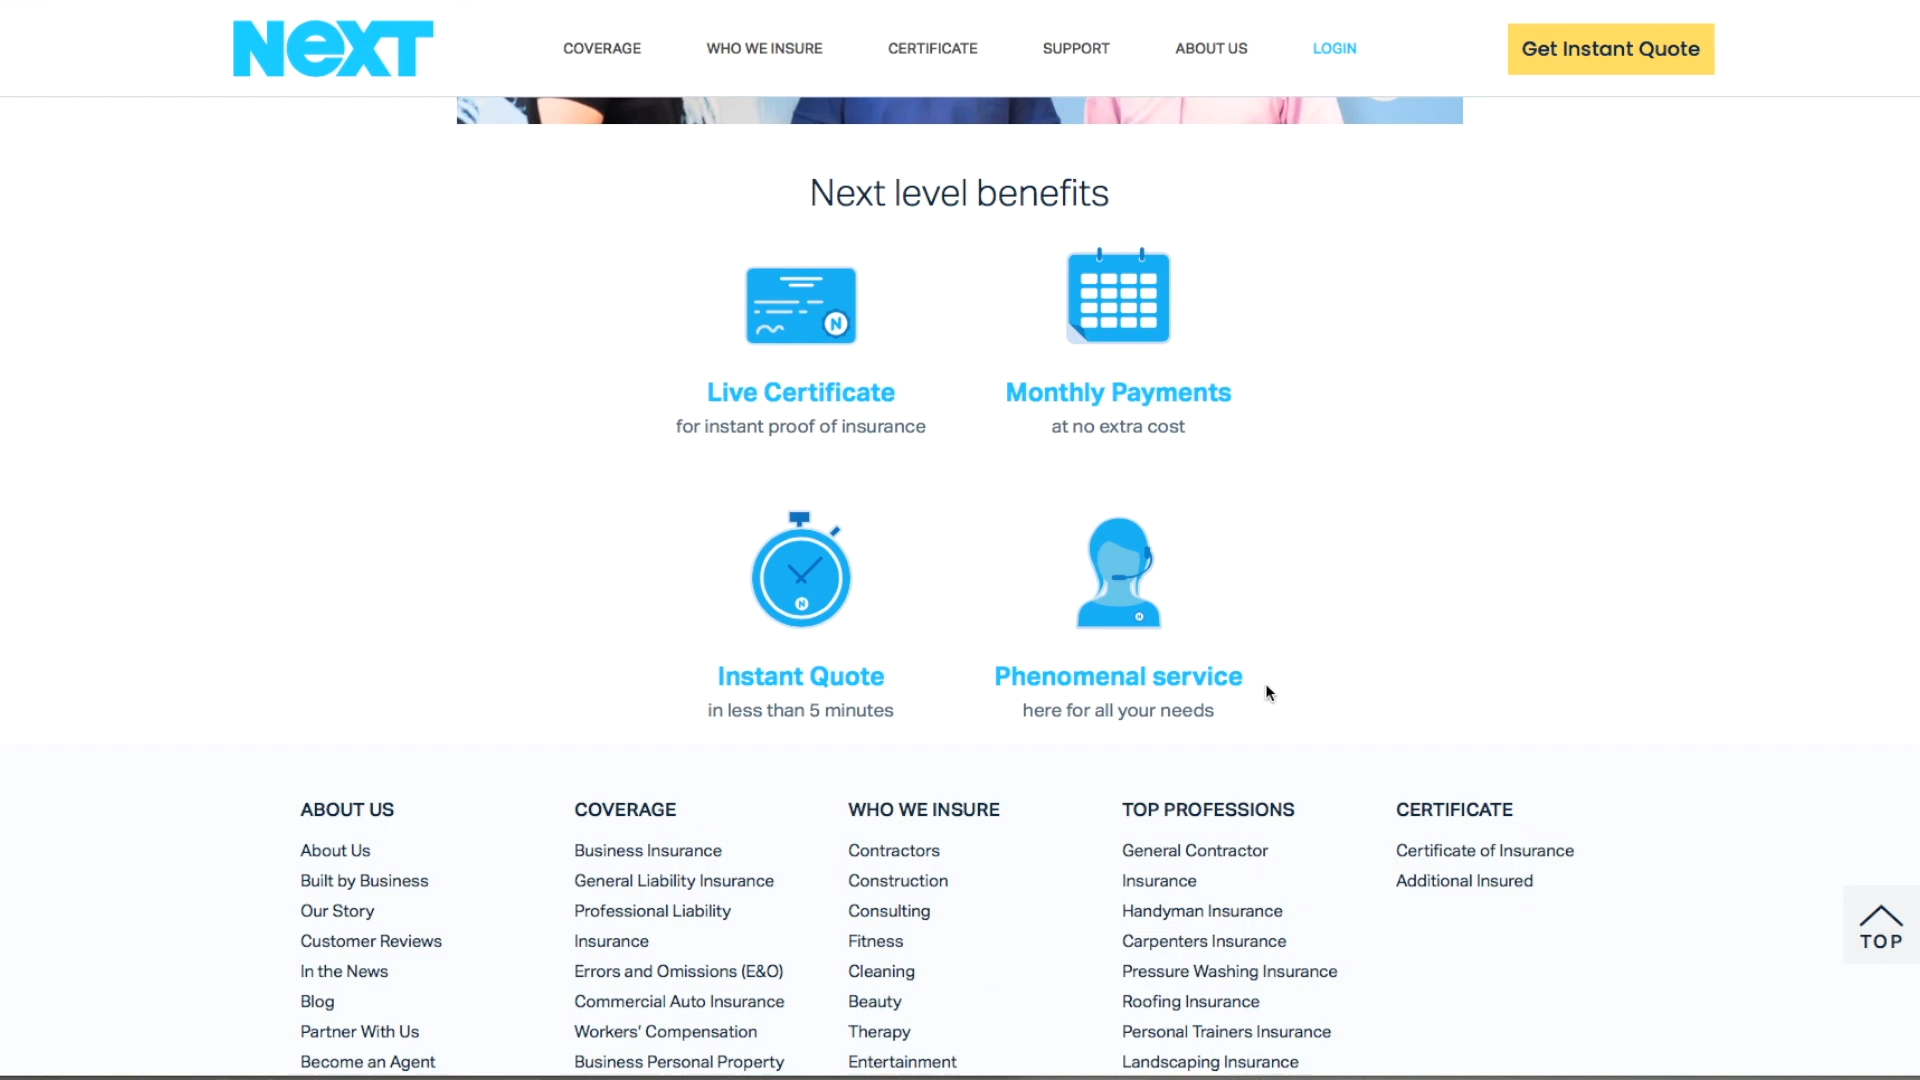 NeXT
COVERAGE
WHO WE INSURE
CERTIFICATE
SUPPORT
ABOUT US
LOGIN
Get Instant Quote
Next level benefits
N
Live Certificate
for instant proof of insurance
Monthly Payments
at no extra cost
N
Instant Quote
in less than 5 minutes
Phenomenal service
here for all your needs
ABOUT US
About Us
Built by Business
Our Story
Customer Reviews
In the News
Blog
Partner With Us
Become an Agent
COVERAGE
Business Insurance
General Liability Insurance
Professional Liability
Insurance
Errors and Omissions (E&O)
Commercial Auto Insurance
Workers' Compensation
Business Personal Property
WHO WE INSURE
Contractors
Construction
Consulting
Fitness
Cleaning
Beauty
Therapy
Entertainment
TOP PROFESSIONS
General Contractor
Insurance
Handyman Insurance
Carpenters Insurance
Pressure Washing Insurance
Roofing Insurance
Personal Trainers Insurance
Landscaping Insurance
CERTIFICATE
Certificate of Insurance
Additional Insured
TOP